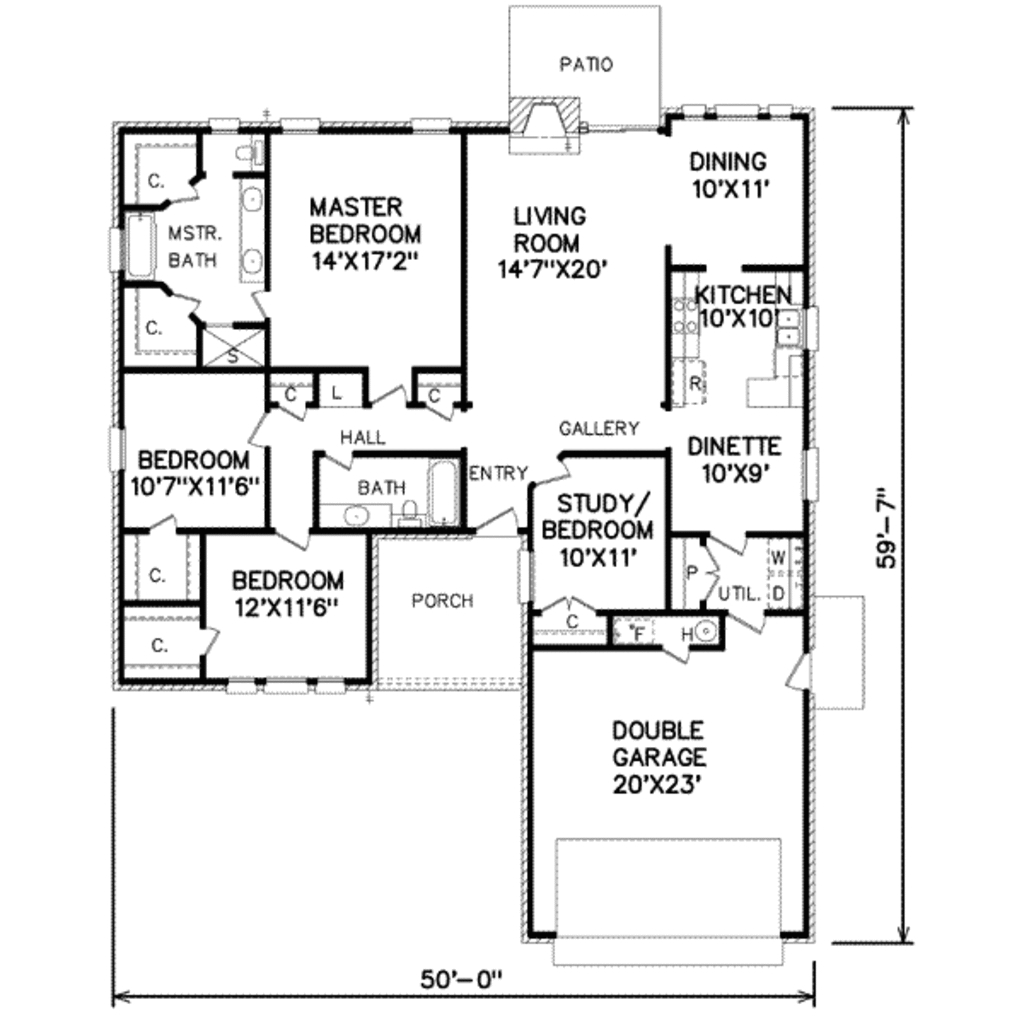 PATIO
DINING
10'X11'
C.
MASTER
BEDROOM
14'X17'2"
LIVING
ROOM
14'7"X20'
MSTR.
BATH
KITCHEN
10'X10'
C.
S
R
C
L
C
HALL
GALLERY
DINETTE
10'X9'
BEDROOM
10'7"X11'6"
BATH
ENTRY
STUDY/
BEDROOM
10'X11'
59'-7"
C.
BEDROOM
12'X11'6"
PORCH
P
W
UTIL.
D
C
°F
H
C.
DOUBLE
GARAGE
20'X23'
50'-0"